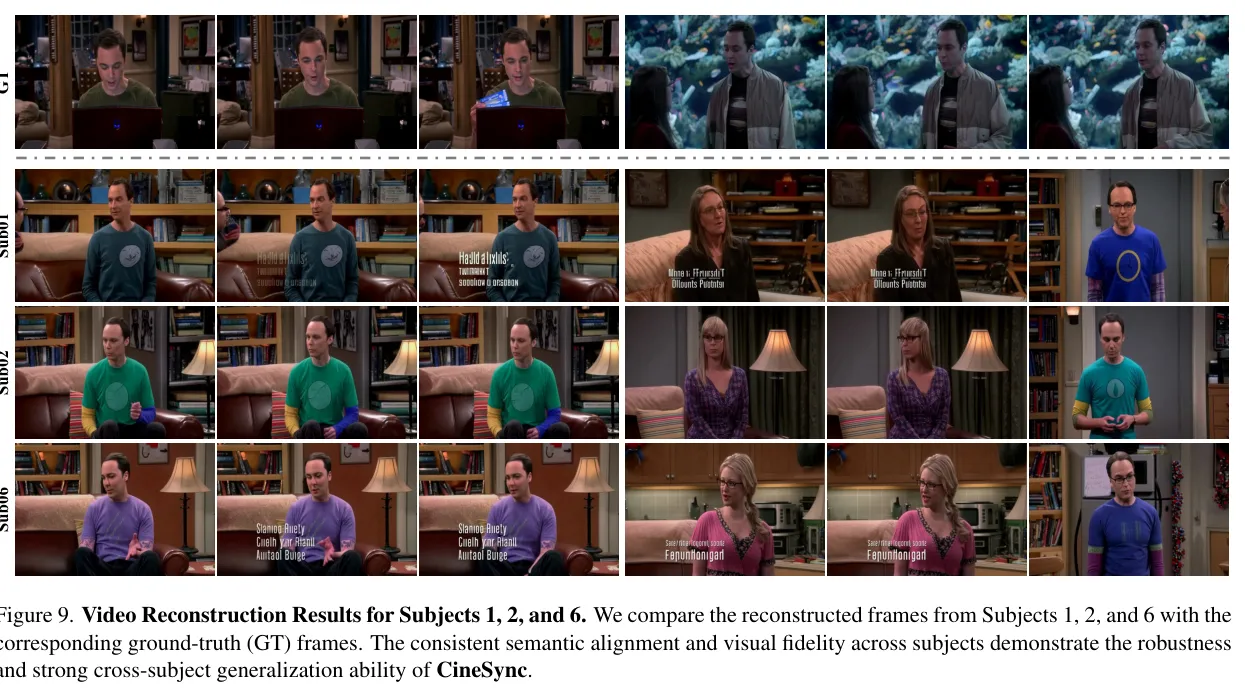 GT
Sub01
Sub02
Sub06
Figure 9. Video Reconstruction Results for Subjects 1, 2, and 6. We compare the reconstructed frames from Subjects 1, 2, and 6 with the
corresponding ground-truth (GT) frames. The consistent semantic alignment and visual fidelity across subjects demonstrate the robustness
and strong cross-subject generalization ability of CineSync.